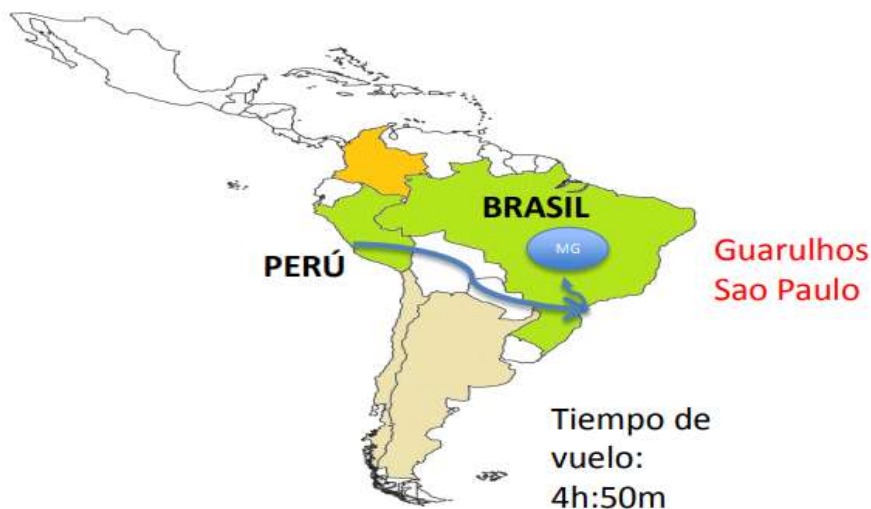 BRASIL
MG
PERÚ
Guarulhos
Sao Paulo
Tiempo de
vuelo:
4h:50m